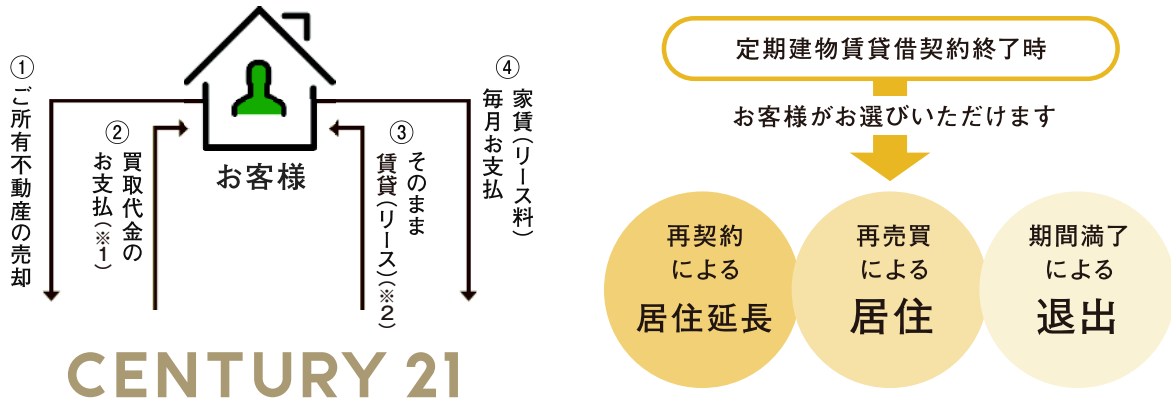 ①ご所有不動産の売却
②買取代金の
お支払(※1)
お客様
③そのまま
賃貸(リース)(※2)
④家賃(リース料)
毎月お支払
CENTURY 21
定期建物賃貸借契約終了時
お客様がお選びいただけます
再契約
による
居住延長
再売買
による
居住
期間満了
による
退出